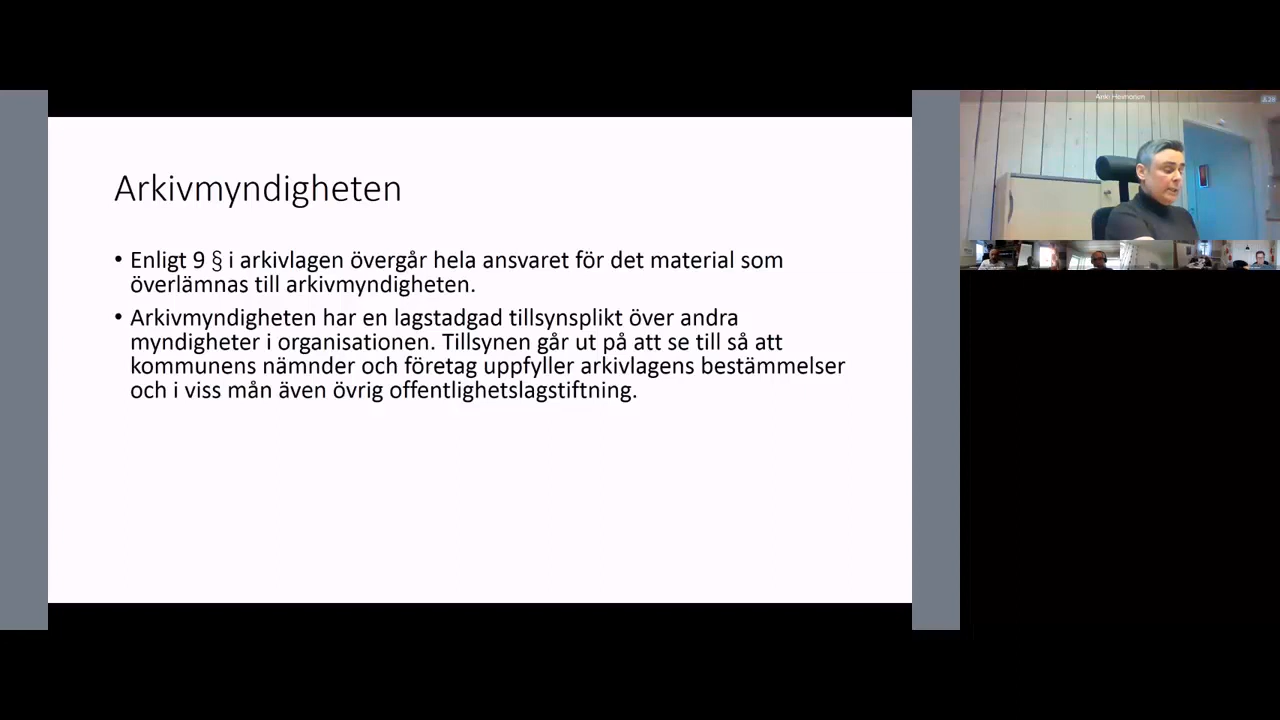 Arkivmyndigheten
• Enligt 9 § i arkivlagen övergår hela ansvaret för det material som
överlämnas till arkivmyndigheten.
• Arkivmyndigheten har en lagstadgad tillsynsplikt över andra
myndigheter i organisationen. Tillsynen går ut på att se till så att
kommunens nämnder och företag uppfyller arkivlagens bestämmelser
och i viss mån även övrig offentlighetslagstiftning.